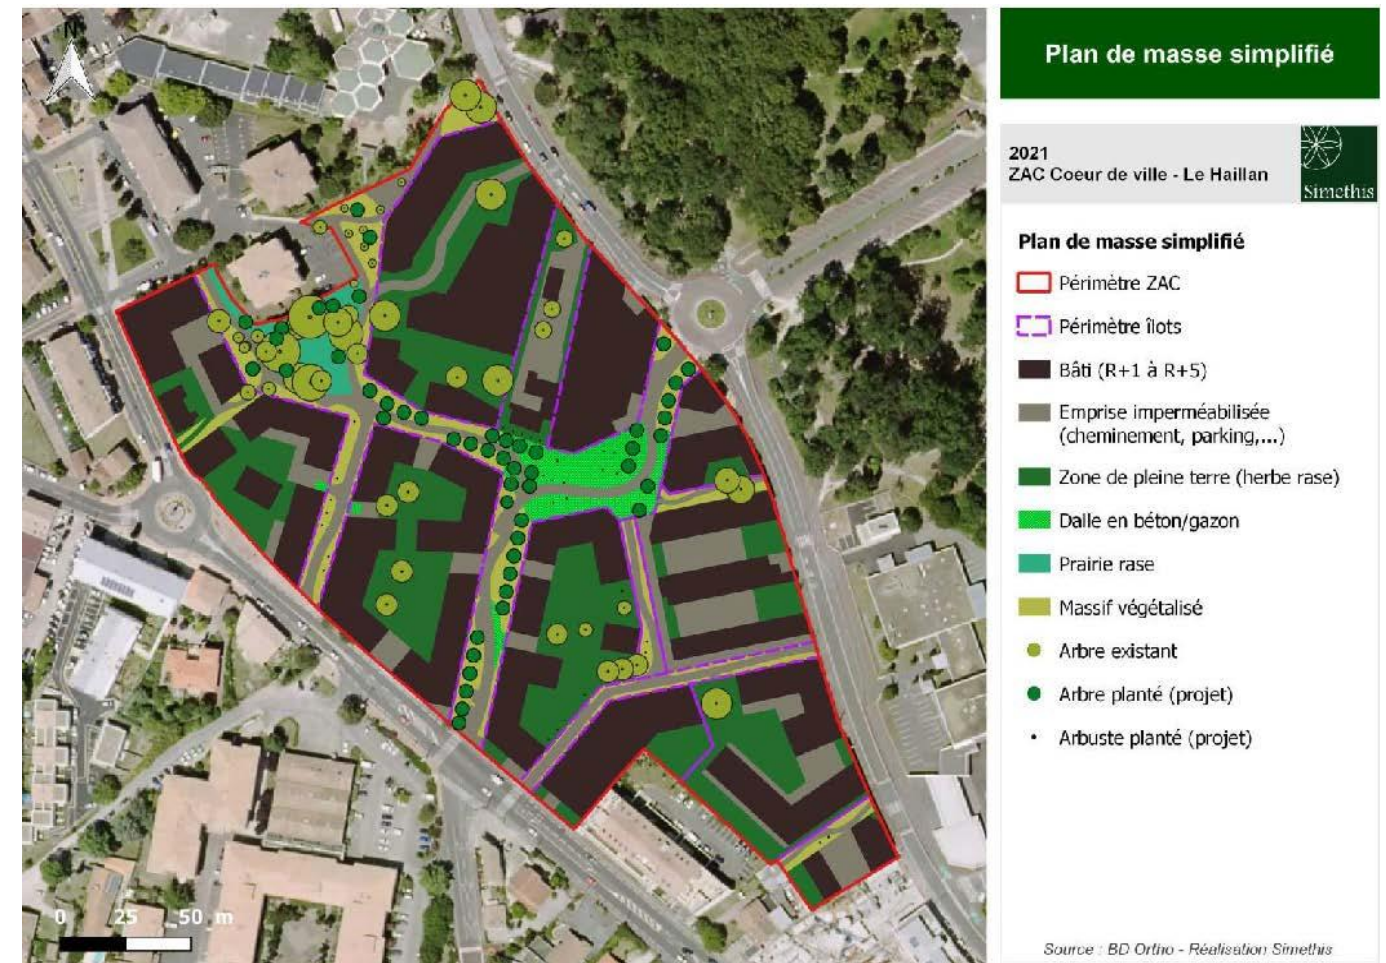 N
Plan de masse simplifié
2021
ZAC Coeur de ville - Le Haillan
Simethis
Plan de masse simplifié
Périmètre ZAC
Périmètre îlots
Bâti (R+1 à R+5)
Emprise imperméabilisée
(cheminement, parking,...)
Zone de pleine terre (herbe rase)
Dalle en béton/gazon
Prairie rase
Massif végétalisé
Arbre existant
Arbre planté (projet)
Arbuste planté (projet)
0 25 50 m
Source : BD Ortho - Réalisation Simethis